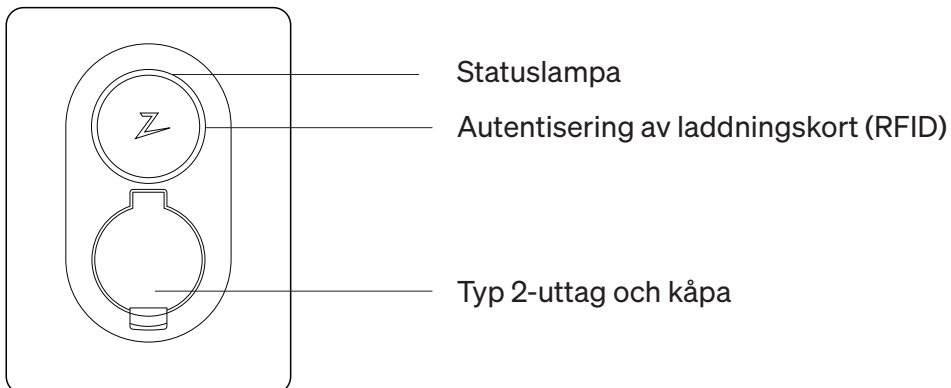 Statuslampa
Autentisering av laddningskort (RFID)
Typ 2-uttag och kåpa